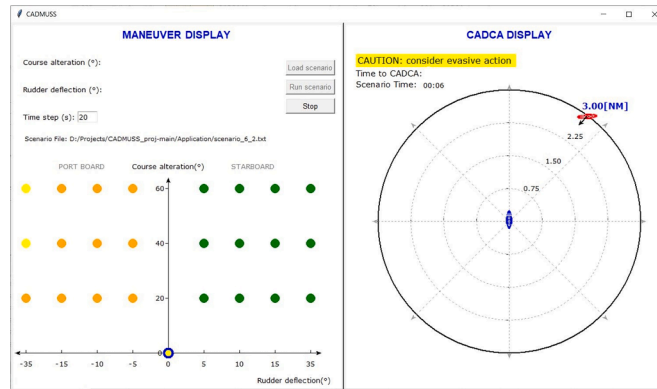 CADMUSS
MANEUVER DISPLAY
Course alteration (°):
Rudder deflection (°):
Time step (s): 20
Load scenario
Run scenario
Stop
Scenario File: D:/Projects/CADMUSS_proj-main/Application/scenario_6_2.txt
PORT BOARD Course alteration(°) STARBOARD
60
40
20
0
-35 -15 -10 -5 0 5 10 15 35
Rudder deflection(°)
CADCA DISPLAY
CAUTION: consider evasive action
Time to CADCA:
Scenario Time: 00:06
3.00[NM]
2.25
1.50
0.75